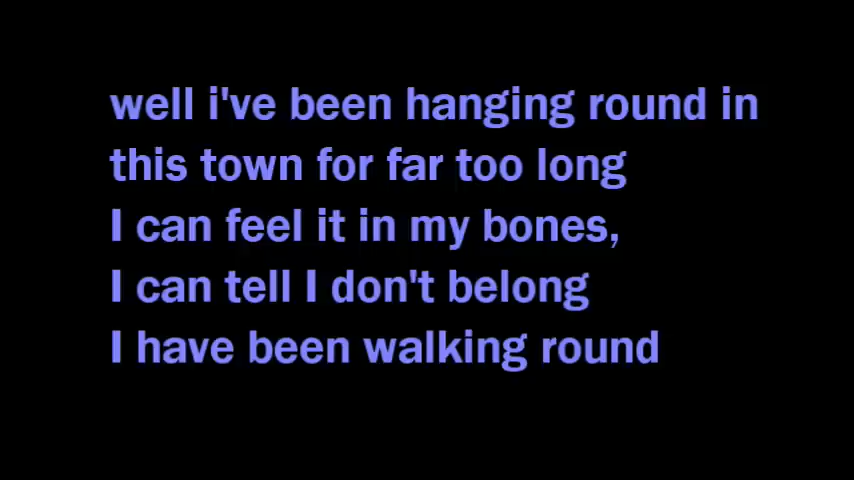 well i've been hanging round in
this town for far too long
I can feel it in my bones,
I can tell I don't belong
I have been walking round